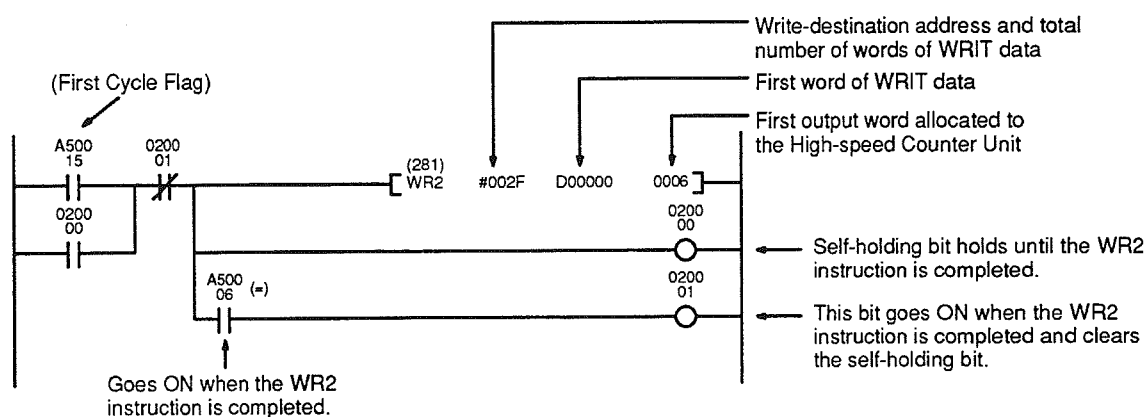 Write-destination address and total
number of words of WRIT data
(First Cycle Flag)
First word of WRIT data
First output word allocated to
the High-speed Counter Unit
A500
15
0200
01
(281)
WR2 #002F D00000 0006
0200
00
0200
00
Self-holding bit holds until the WR2
instruction is completed.
A500
06 (=)
0200
01
This bit goes ON when the WR2
instruction is completed and clears
the self-holding bit.
Goes ON when the WR2
instruction is completed.